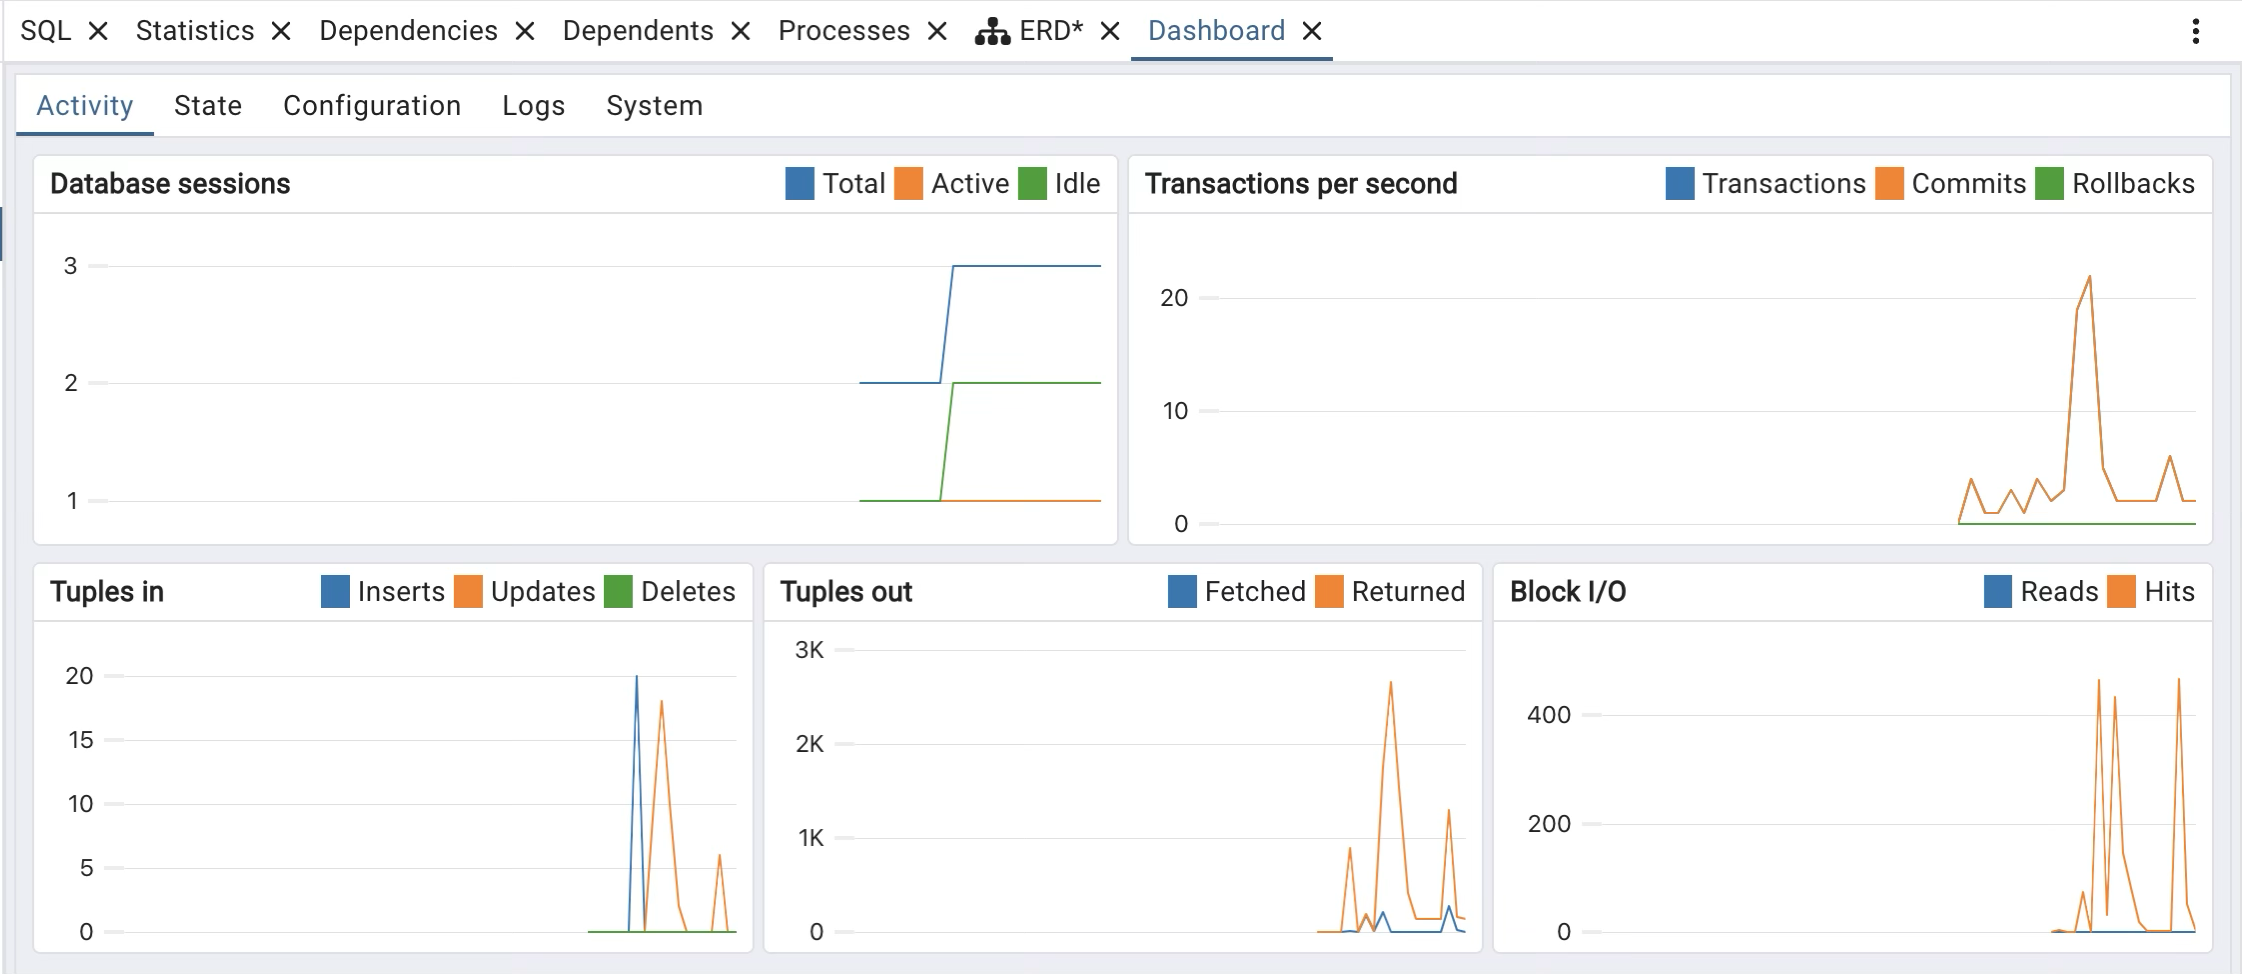 SQL Statistics Dependencies Dependents Processes ERD* Dashboard
Activity State Configuration Logs System
Database sessions Total Active Idle
3
2
1
Transactions per second Transactions Commits Rollbacks
20
10
0
Tuples in Inserts Updates Deletes
20
15
10
5
0
Tuples out Fetched Returned
3K
2K
1K
0
Block I/O Reads Hits
400
200
0